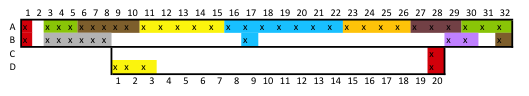 1 2 3 4 5 6 7 8 9 10 11 12 13 14 15 16 17 18 19 20 21 22 23 24 25 26 27 28 29 30 31 32
A x x x x x x x x x x x x x x x x x x x x x x x x x x x x x x x
B x x x x x x x x x x x
C x
D x x x x
1 2 3 4 5 6 7 8 9 10 11 12 13 14 15 16 17 18 19 20